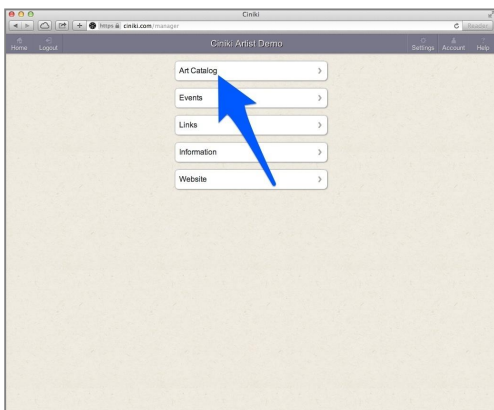 Ciniki
https ciniki.com/manager
Reader
Home Logout
Ciniki Artist Demo
Settings Account Help
Art Catalog
Events
Links
Information
Website